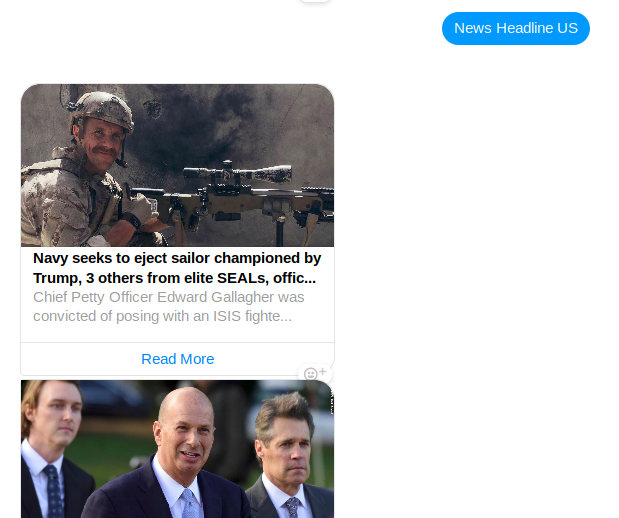 News Headline US
Navy seeks to eject sailor championed by
Trump, 3 others from elite SEALs, offic...
Chief Petty Officer Edward Gallagher was
convicted of posing with an ISIS fighte...
Read More